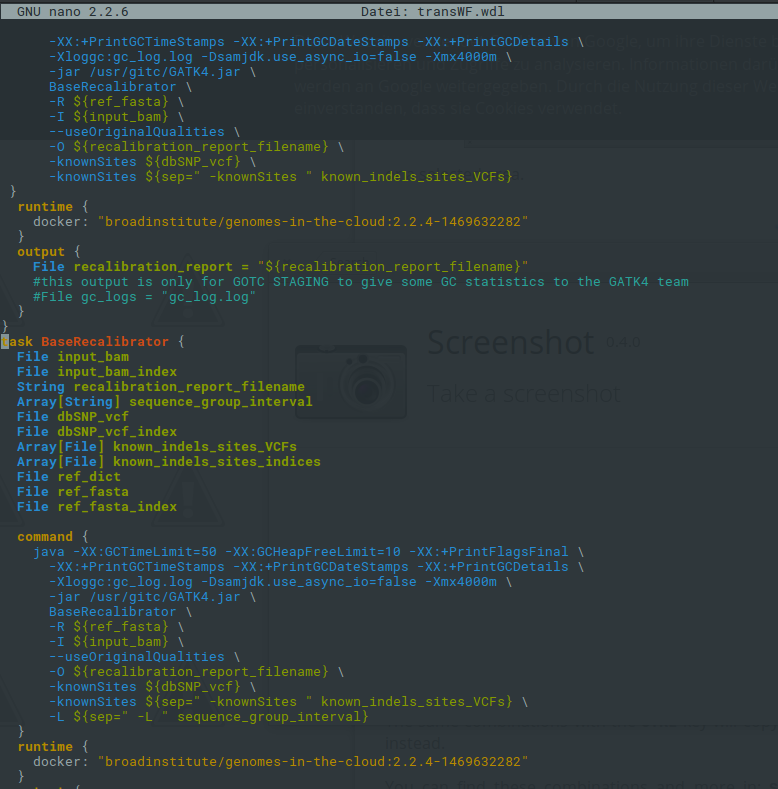 GNU nano 2.2.6 Datei: transWF.wdl
-XX:+PrintGCTimeStamps -XX:+PrintGCDateStamps -XX:+PrintGCDetails \
-Xloggc:gc_log.log -Dsamjdk.use_async_io=false -Xmx4000m \
-jar /usr/gitc/GATK4.jar \
BaseRecalibrator \
-R ${ref_fasta} \
-I ${input_bam} \
--useOriginalQualities \
-O ${recalibration_report_filename} \
-knownSites ${dbSNP_vcf} \
-knownSites ${sep=" -knownSites " known_indels_sites_VCFs}
}
runtime {
docker: "broadinstitute/genomes-in-the-cloud:2.2.4-1469632282"
}
output {
File recalibration_report = "${recalibration_report_filename}"
#this output is only for GOTC STAGING to give some GC statistics to the GATK4 team
#File gc_logs = "gc_log.log"
}
}
task BaseRecalibrator {
File input_bam
File input_bam_index
String recalibration_report_filename
Array[String] sequence_group_interval
File dbSNP_vcf
File dbSNP_vcf_index
Array[File] known_indels_sites_VCFs
Array[File] known_indels_sites_indices
File ref_dict
File ref_fasta
File ref_fasta_index
command {
java -XX:GCTimeLimit=50 -XX:GCHeapFreeLimit=10 -XX:+PrintFlagsFinal \
-XX:+PrintGCTimeStamps -XX:+PrintGCDateStamps -XX:+PrintGCDetails \
-Xloggc:gc_log.log -Dsamjdk.use_async_io=false -Xmx4000m \
-jar /usr/gitc/GATK4.jar \
BaseRecalibrator \
-R ${ref_fasta} \
-I ${input_bam} \
--useOriginalQualities \
-O ${recalibration_report_filename} \
-knownSites ${dbSNP_vcf} \
-knownSites ${sep=" -knownSites " known_indels_sites_VCFs} \
-L ${sep=" -L " sequence_group_interval}
}
runtime {
docker: "broadinstitute/genomes-in-the-cloud:2.2.4-1469632282"
}
Screenshot 0.4.0
Take a screenshot
instead.